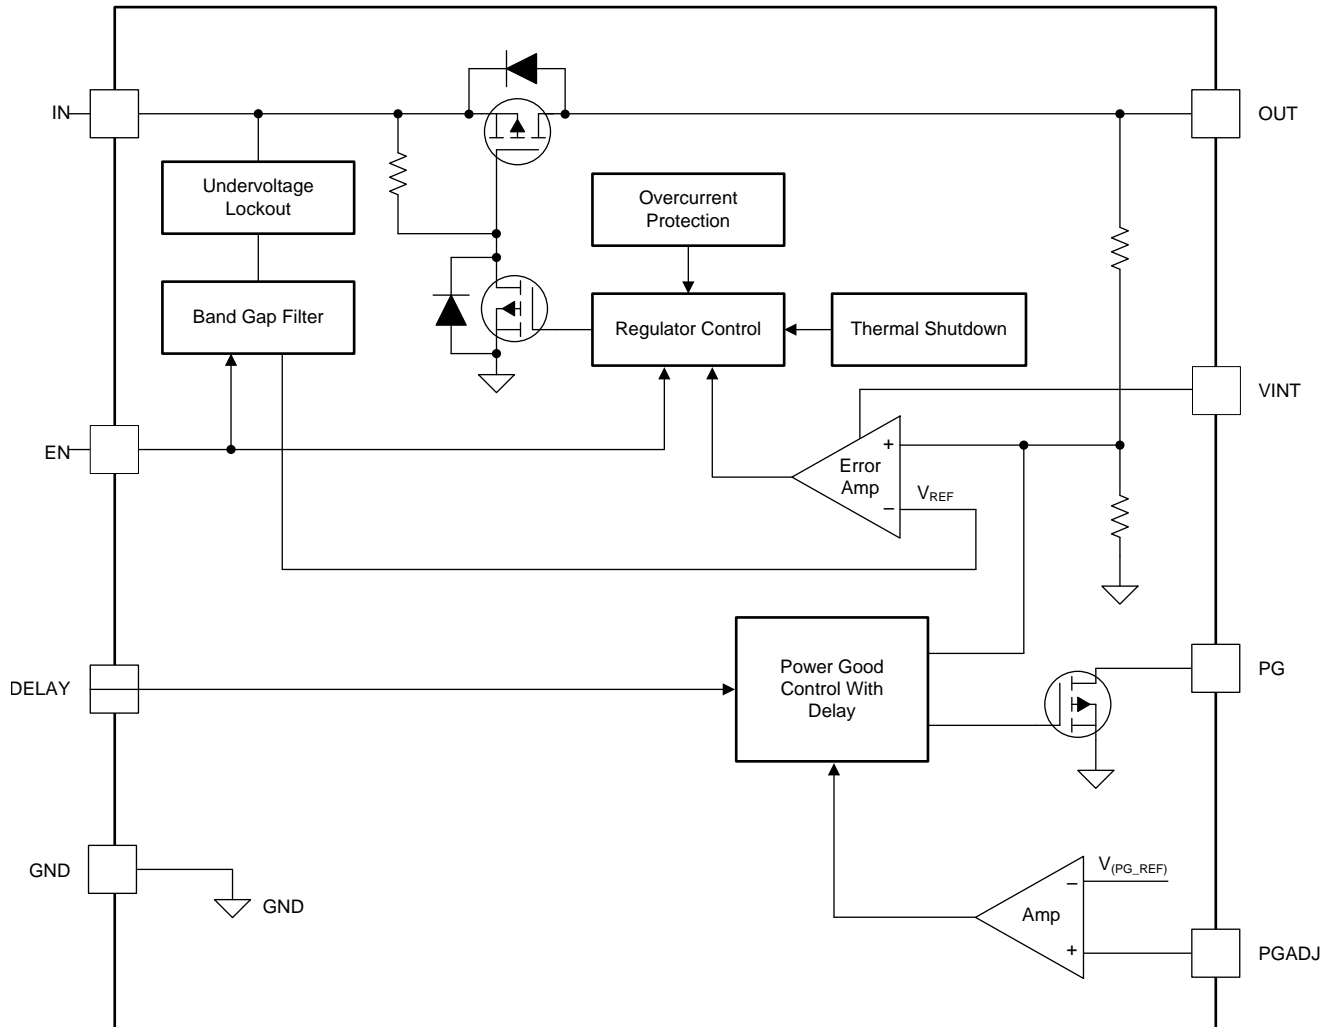 IN
OUT
Undervoltage
Lockout
Overcurrent
Protection
Band Gap Filter
Regulator Control
Thermal Shutdown
VINT
EN
+
Error
Amp
VREF
−
DELAY
Power Good
Control With
Delay
PG
GND
GND
V(PG_REF)
−
Amp
+
PGADJ